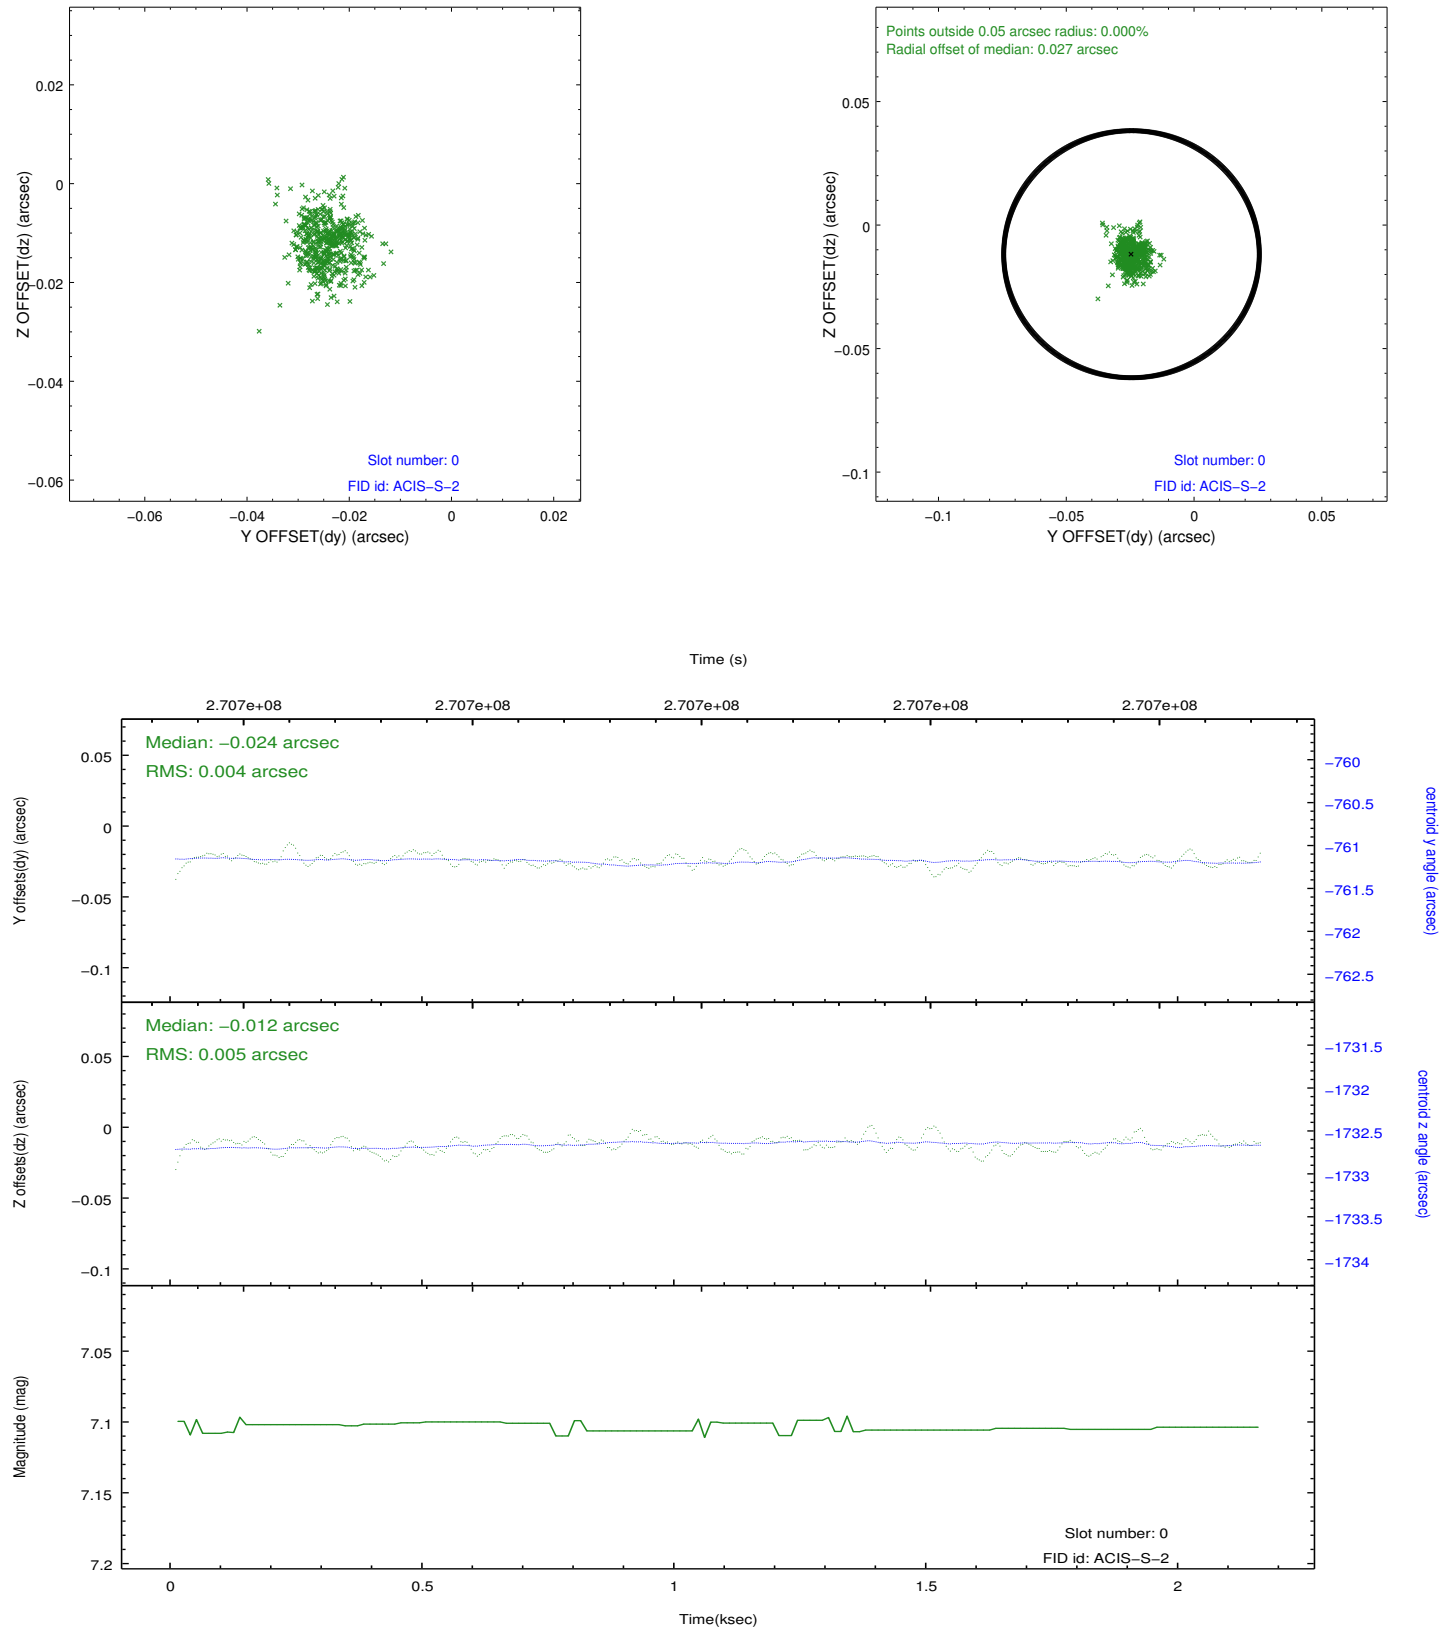 Points outside 0.05 arcsec radius: 0.000%
Radial offset of median: 0.027 arcsec
0.02
0
−0.02
−0.04
−0.06
Z OFFSET(dz) (arcsec)
Slot number: 0
FID id: ACIS−S−2
−0.06
−0.04
−0.02
0
0.02
Y OFFSET(dy) (arcsec)
0.05
0
−0.05
−0.1
Z OFFSET(dz) (arcsec)
Slot number: 0
FID id: ACIS−S−2
−0.1
−0.05
0
0.05
Y OFFSET(dy) (arcsec)
Time (s)
2.707e+08
2.707e+08
2.707e+08
2.707e+08
2.707e+08
Median: −0.024 arcsec
RMS: 0.004 arcsec
0.05
0
−0.05
−0.1
Y offsets(dy) (arcsec)
−760
−760.5
−761
−761.5
−762
−762.5
centroid y angle (arcsec)
Median: −0.012 arcsec
RMS: 0.005 arcsec
0.05
0
−0.05
−0.1
Z offsets(dz) (arcsec)
−1731.5
−1732
−1732.5
−1733
−1733.5
−1734
centroid z angle (arcsec)
7.05
7.1
7.15
7.2
Magnitude (mag)
Slot number: 0
FID id: ACIS−S−2
0
0.5
1
1.5
2
Time(ksec)